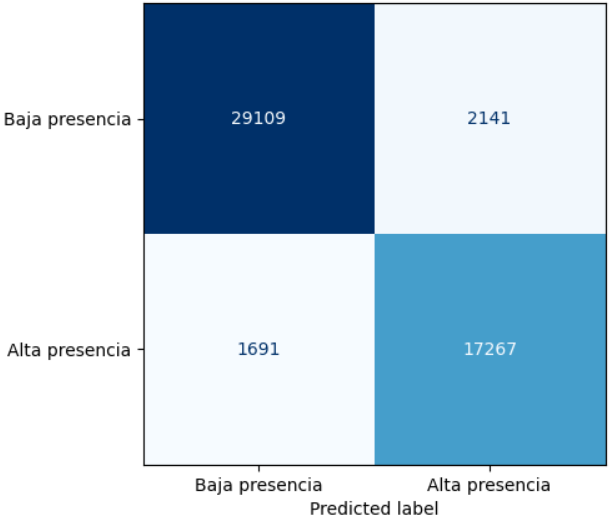 Baja presencia 29109 2141
Alta presencia 1691 17267
Baja presencia Alta presencia
Predicted label